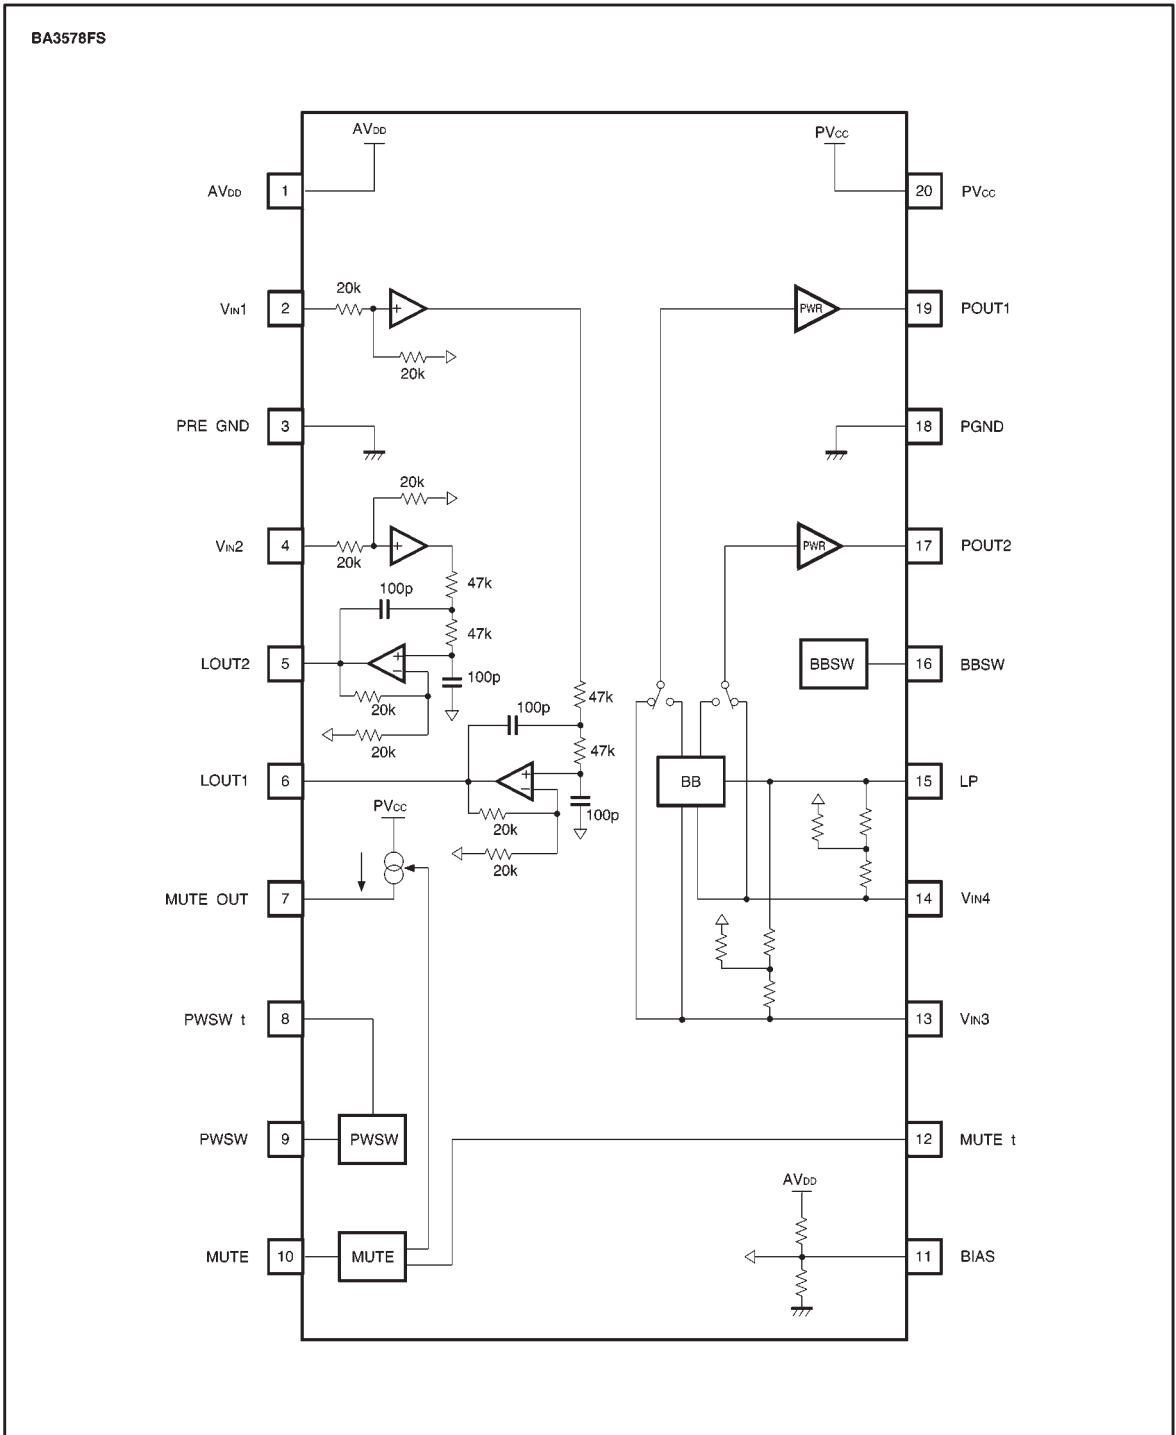 BA3578FS
AVDD
PVCC
AVDD 1
20 PVCC
20k
VIN1 2
+
PWR
19 POUT1
20k
PRE GND 3
18 PGND
20k
VIN2 4
+
PWR
17 POUT2
20k
47k
100p
47k
LOUT2 5
+
−
BBSW
16 BBSW
100p
20k
47k
100p
20k
47k
LOUT1 6
+
−
BB
15 LP
PVCC
100p
20k
20k
MUTE OUT 7
14 VIN4
PWSW t 8
13 VIN3
PWSW 9
PWSW
12 MUTE t
AVDD
MUTE 10
MUTE
11 BIAS